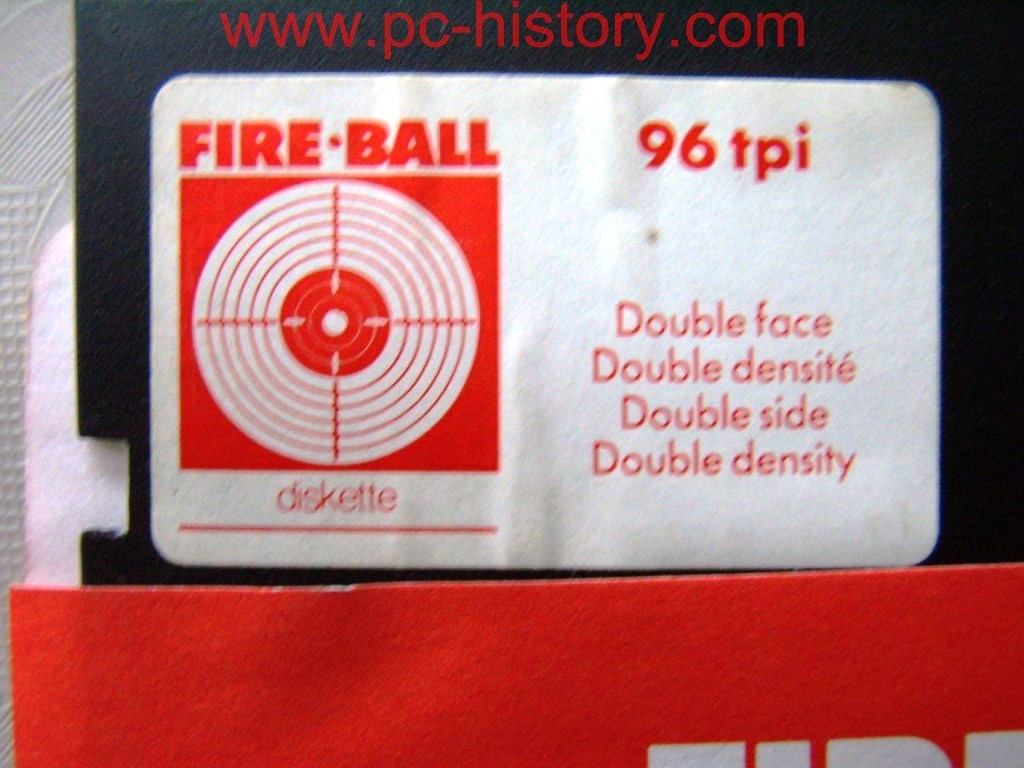 www.pc-history.com
FIRE·BALL
96 tpi
Double face
Double densité
Double side
Double density
diskette